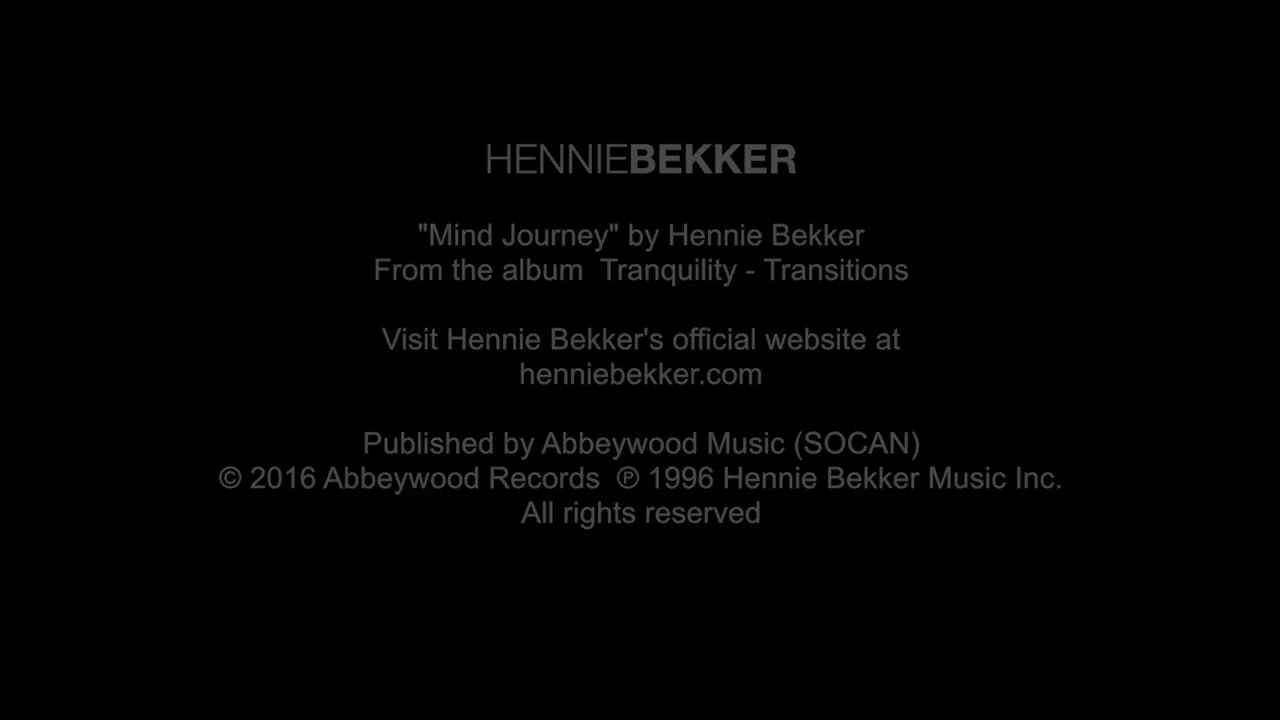 HENNIEBEKKER
"Mind Journey" by Hennie Bekker
From the album  Tranquility - Transitions
Visit Hennie Bekker's official website at
henniebekker.com
Published by Abbeywood Music (SOCAN)
© 2016 Abbeywood Records  ℗ 1996 Hennie Bekker Music Inc.
All rights reserved